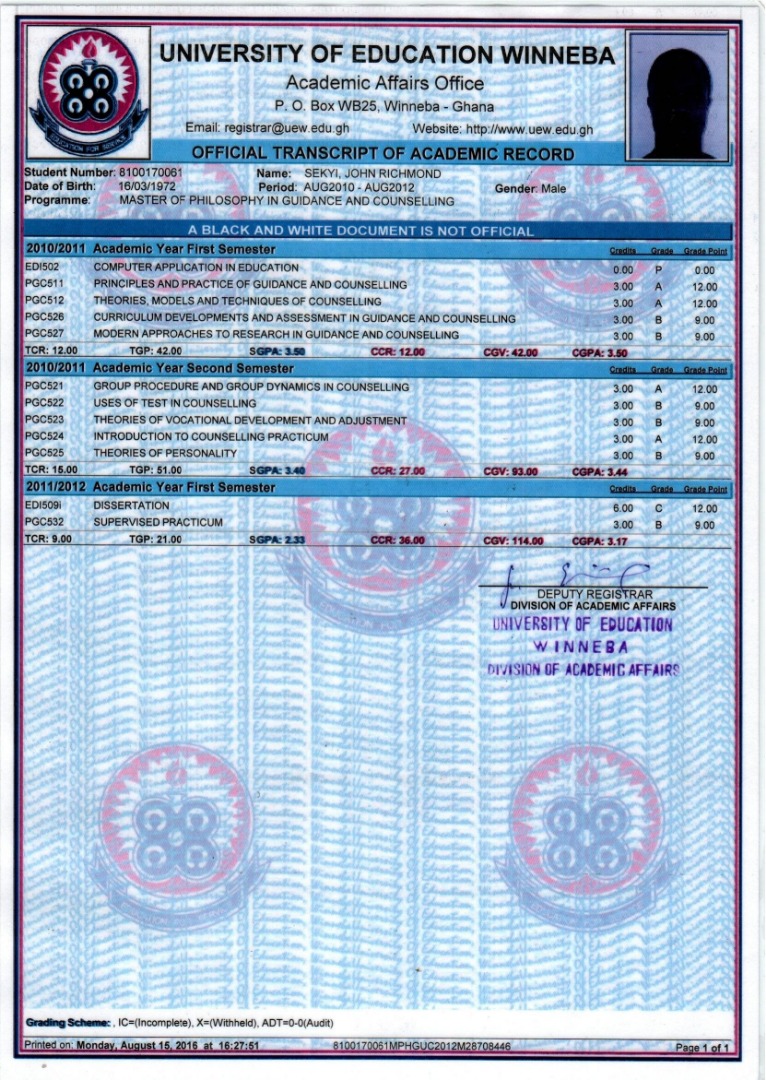 UNIVERSITY OF EDUCATION WINNEBA
Academic Affairs Office
P. O. Box WB25, Winneba - Ghana
Email: registrar@uew.edu.gh Website: http://www.uew.edu.gh
EDUCATION FOR SERVICE
OFFICIAL TRANSCRIPT OF ACADEMIC RECORD
Student Number: 8100170061 Name: SEKYI, JOHN RICHMOND
Date of Birth: 16/03/1972 Period: AUG2010 - AUG2012 Gender: Male
Programme: MASTER OF PHILOSOPHY IN GUIDANCE AND COUNSELLING
A BLACK AND WHITE DOCUMENT IS NOT OFFICIAL
2010/2011 Academic Year First Semester Credits Grade Grade Point
EDI502 COMPUTER APPLICATION IN EDUCATION 0.00 P 0.00
PGC511 PRINCIPLES AND PRACTICE OF GUIDANCE AND COUNSELLING 3.00 A 12.00
PGC512 THEORIES, MODELS AND TECHNIQUES OF COUNSELLING 3.00 A 12.00
PGC526 CURRICULUM DEVELOPMENTS AND ASSESSMENT IN GUIDANCE AND COUNSELLING 3.00 B 9.00
PGC527 MODERN APPROACHES TO RESEARCH IN GUIDANCE AND COUNSELLING 3.00 B 9.00
TCR: 12.00 TGP: 42.00 SGPA: 3.50 CCR: 12.00 CGV: 42.00 CGPA: 3.50
2010/2011 Academic Year Second Semester Credits Grade Grade Point
PGC521 GROUP PROCEDURE AND GROUP DYNAMICS IN COUNSELLING 3.00 A 12.00
PGC522 USES OF TEST IN COUNSELLING 3.00 B 9.00
PGC523 THEORIES OF VOCATIONAL DEVELOPMENT AND ADJUSTMENT 3.00 B 9.00
PGC524 INTRODUCTION TO COUNSELLING PRACTICUM 3.00 A 12.00
PGC525 THEORIES OF PERSONALITY 3.00 B 9.00
TCR: 15.00 TGP: 51.00 SGPA: 3.40 CCR: 27.00 CGV: 93.00 CGPA: 3.44
2011/2012 Academic Year First Semester Credits Grade Grade Point
EDI509I DISSERTATION 6.00 C 12.00
PGC532 SUPERVISED PRACTICUM 3.00 B 9.00
TCR: 9.00 TGP: 21.00 SGPA: 2.33 CCR: 36.00 CGV: 114.00 CGPA: 3.17
DEPUTY REGISTRAR
DIVISION OF ACADEMIC AFFAIRS
UNIVERSITY OF EDUCATION
WINNEBA
DIVISION OF ACADEMIC AFFAIRS
Grading Scheme: , IC=(Incomplete), X=(Withheld), ADT=0-0(Audit)
Printed on: Monday, August 15, 2016 at 16:27:51 8100170061MPHGUC2012M28708446 Page 1 of 1